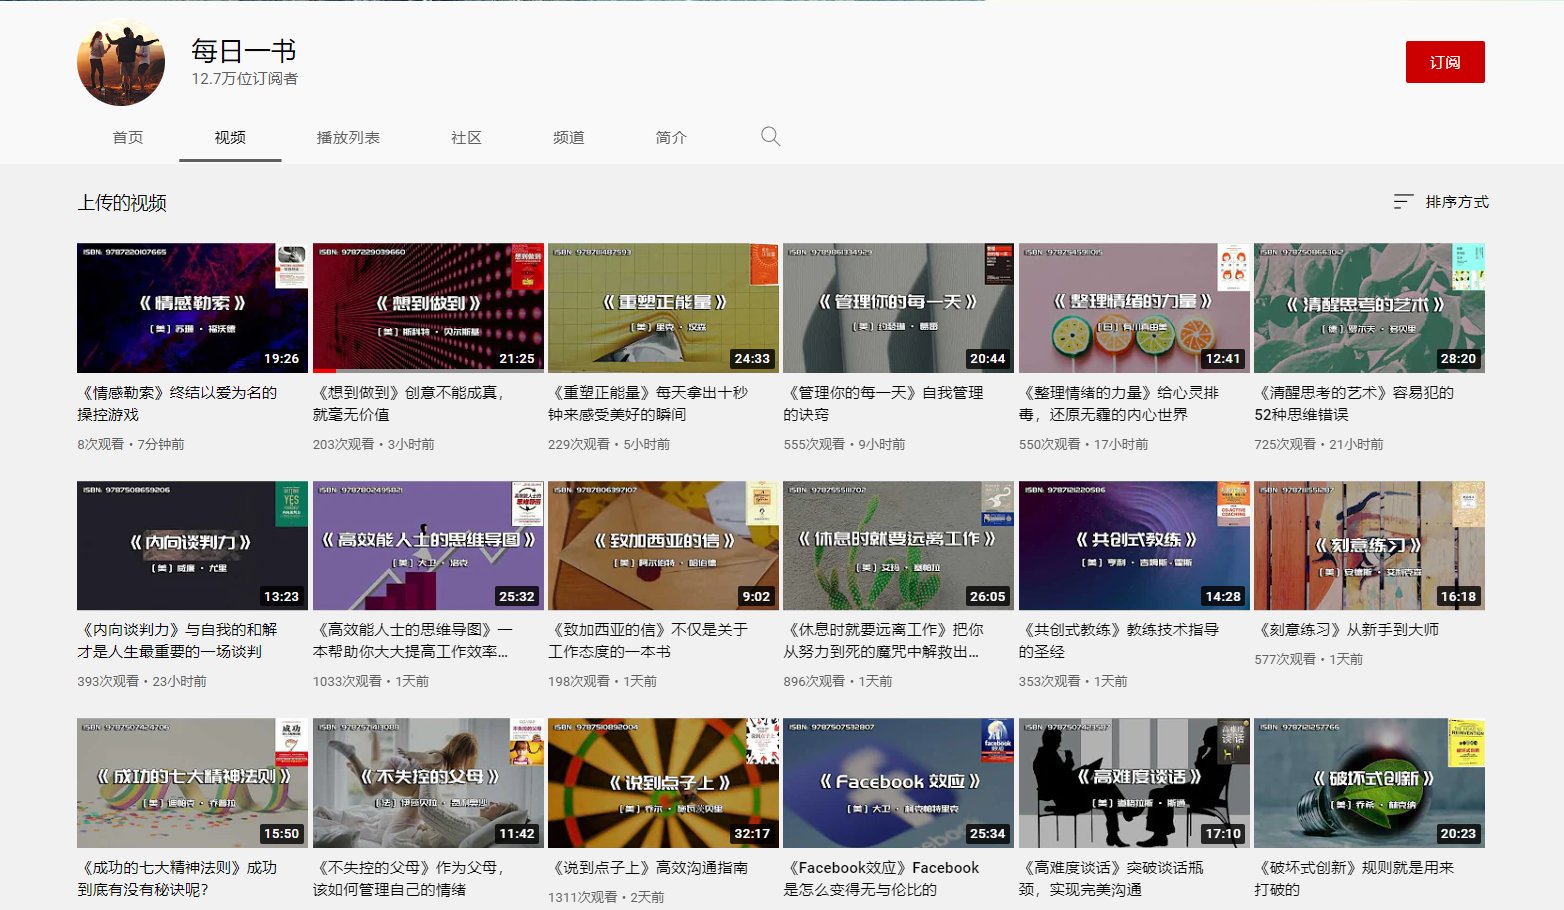 每日一书
12.7万位订阅者
订阅
首页 视频 播放列表 社区 频道 简介
上传的视频
排序方式
ISBN: 9787220107665
《情感勒索》
[美] 苏珊·福沃德
19:26
《情感勒索》终结以爱为名的
操控游戏
8次观看・7分钟前
ISBN: 9787229039660
《想到做到》
[美] 斯科特·贝尔斯基
21:25
《想到做到》创意不能成真，
就毫无价值
203次观看・3小时前
ISBN: 9787111487593
《重塑正能量》
[美] 里克·汉森
24:33
《重塑正能量》每天拿出十秒
钟来感受美好的瞬间
229次观看・5小时前
ISBN: 9789861334929
《管理你的每一天》
20:44
《管理你的每一天》自我管理
的诀窍
555次观看・9小时前
《整理情绪的力量》
[日] 有川真由美
12:41
《整理情绪的力量》给心灵排
毒，还原无霾的内心世界
550次观看・17小时前
ISBN: 9787508663302
《清醒思考的艺术》
[德] 罗尔夫·多贝里
28:20
《清醒思考的艺术》容易犯的
52种思维错误
725次观看・21小时前
ISBN: 9787508659206
《内向谈判力》
[美] 威廉·尤里
13:23
《内向谈判力》与自我的和解
才是人生最重要的一场谈判
393次观看・23小时前
ISBN: 9787802495821
《高效能人士的思维导图》
[美] 大卫·洛克
25:32
《高效能人士的思维导图》一
本帮助你大大提高工作效率...
1033次观看・1天前
ISBN: 9787806397107
《致加西亚的信》
[美] 阿尔伯特·哈伯德
9:02
《致加西亚的信》不仅是关于
工作态度的一本书
198次观看・1天前
ISBN: 9787555111702
《休息时就要远离工作》
[美] 艾玛·塞帕拉
26:05
《休息时就要远离工作》把你
从努力到死的魔咒中解救出...
896次观看・1天前
ISBN: 9787121220586
《共创式教练》
[美] 亨利·吉姆斯-霍斯
14:28
《共创式教练》教练技术指导
的圣经
353次观看・1天前
ISBN: 9787111551287
《刻意练习》
[美] 安德斯·艾利克森
16:18
《刻意练习》从新手到大师
577次观看・1天前
ISBN: 9787507424706
《成功的七大精神法则》
[美] 迪帕克·乔普拉
15:50
《成功的七大精神法则》成功
到底有没有秘诀呢？
《不失控的父母》
[法] 伊莎贝拉·费利奥沙
11:42
《不失控的父母》作为父母，
该如何管理自己的情绪
ISBN: 9787510892004
《说到点子上》
[美] 乔尔·施瓦茨贝里
32:17
《说到点子上》高效沟通指南
1311次观看・2天前
ISBN: 9787507532807
《Facebook 效应》
[美] 大卫·柯克帕特里克
25:34
《Facebook效应》Facebook
是怎么变得无与伦比的
《高难度谈话》
[美] 道格拉斯·斯通
17:10
《高难度谈话》突破谈话瓶
颈，实现完美沟通
ISBN: 9787121257766
《破坏式创新》
[美] 乔希·林克纳
20:23
《破坏式创新》规则就是用来
打破的